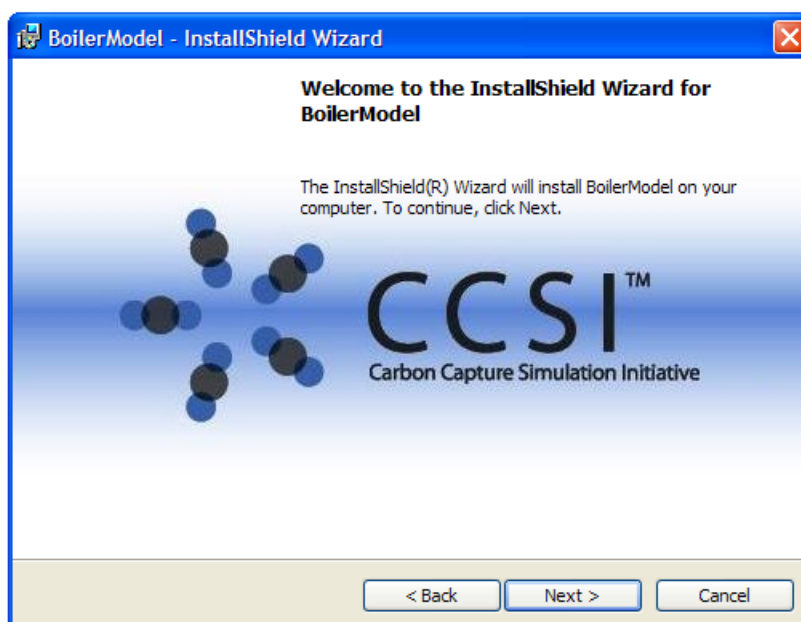 BoilerModel - InstallShield Wizard
Welcome to the InstallShield Wizard for
BoilerModel
The InstallShield(R) Wizard will install BoilerModel on your
computer. To continue, click Next.
CCSI™
Carbon Capture Simulation Initiative
< Back
Next >
Cancel